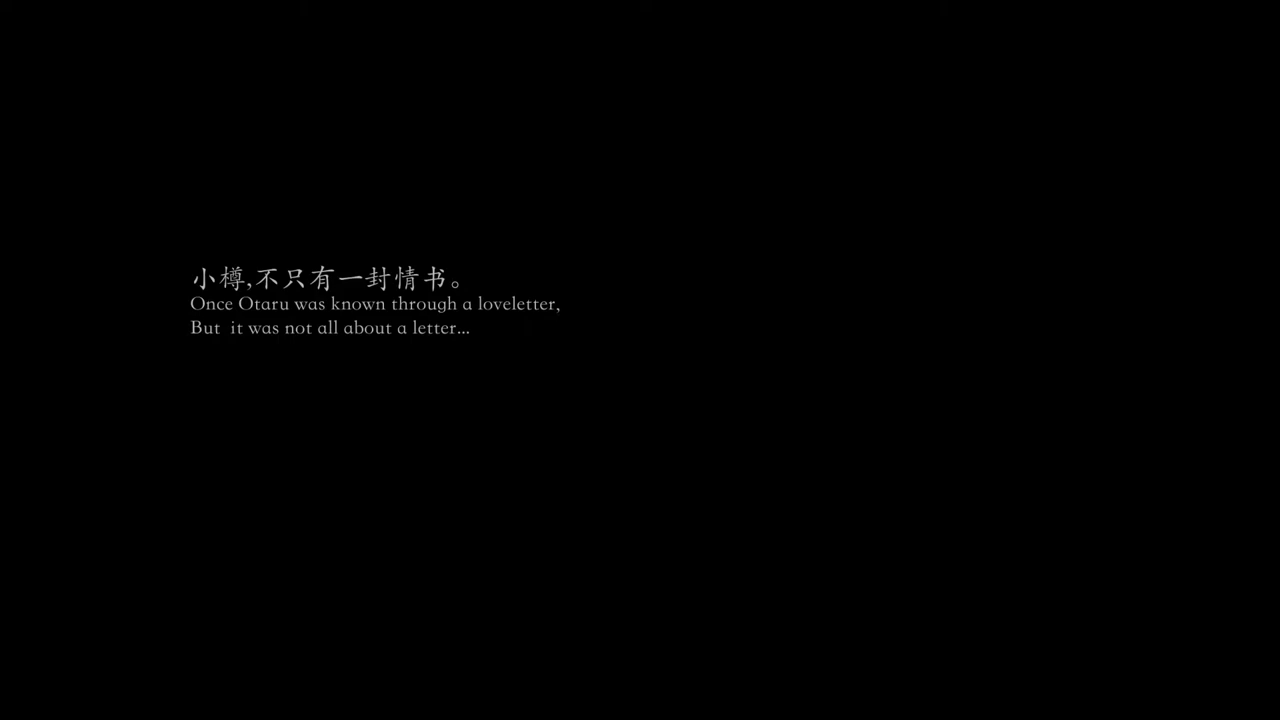 小樽,不只有一封情书。
Once Otaru was known through a loveletter,
But  it was not all about a letter...